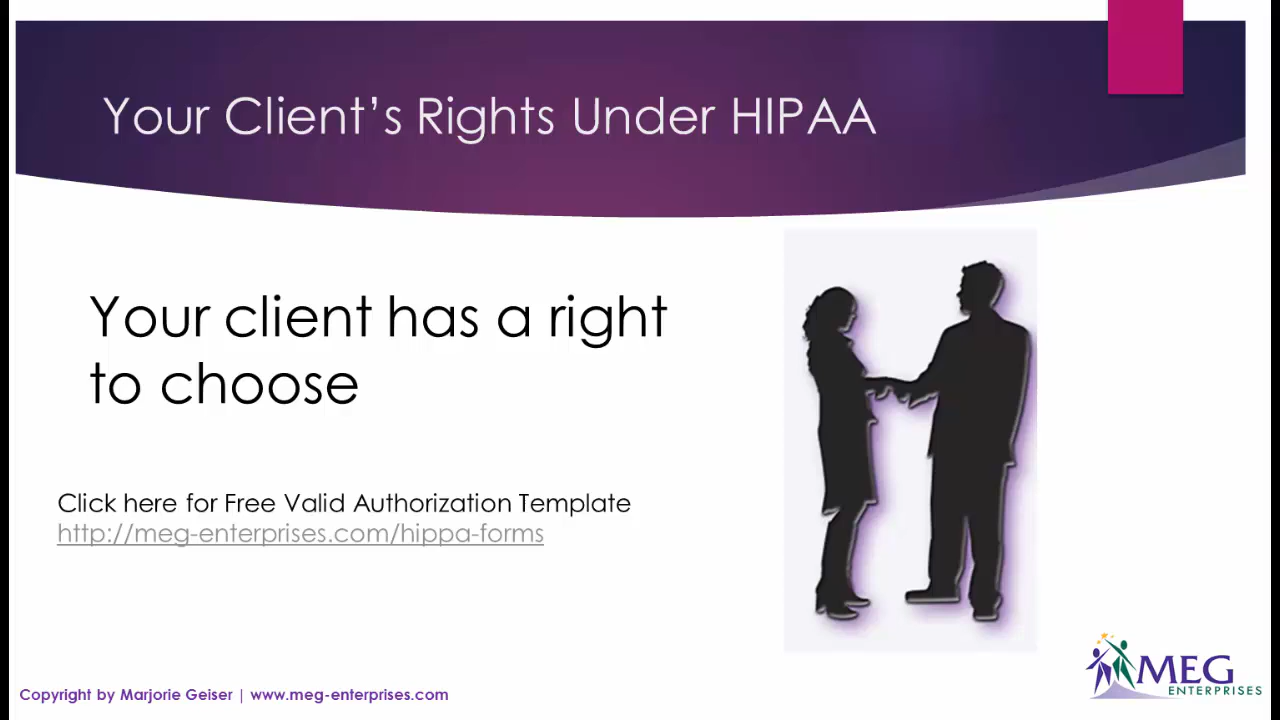 Your Client’s Rights Under HIPAA
Your client has a right
to choose
Click here for Free Valid Authorization Template
http://meg-enterprises.com/hippa-forms
Copyright by Marjorie Geiser | www.meg-enterprises.com
MEG
ENTERPRISES